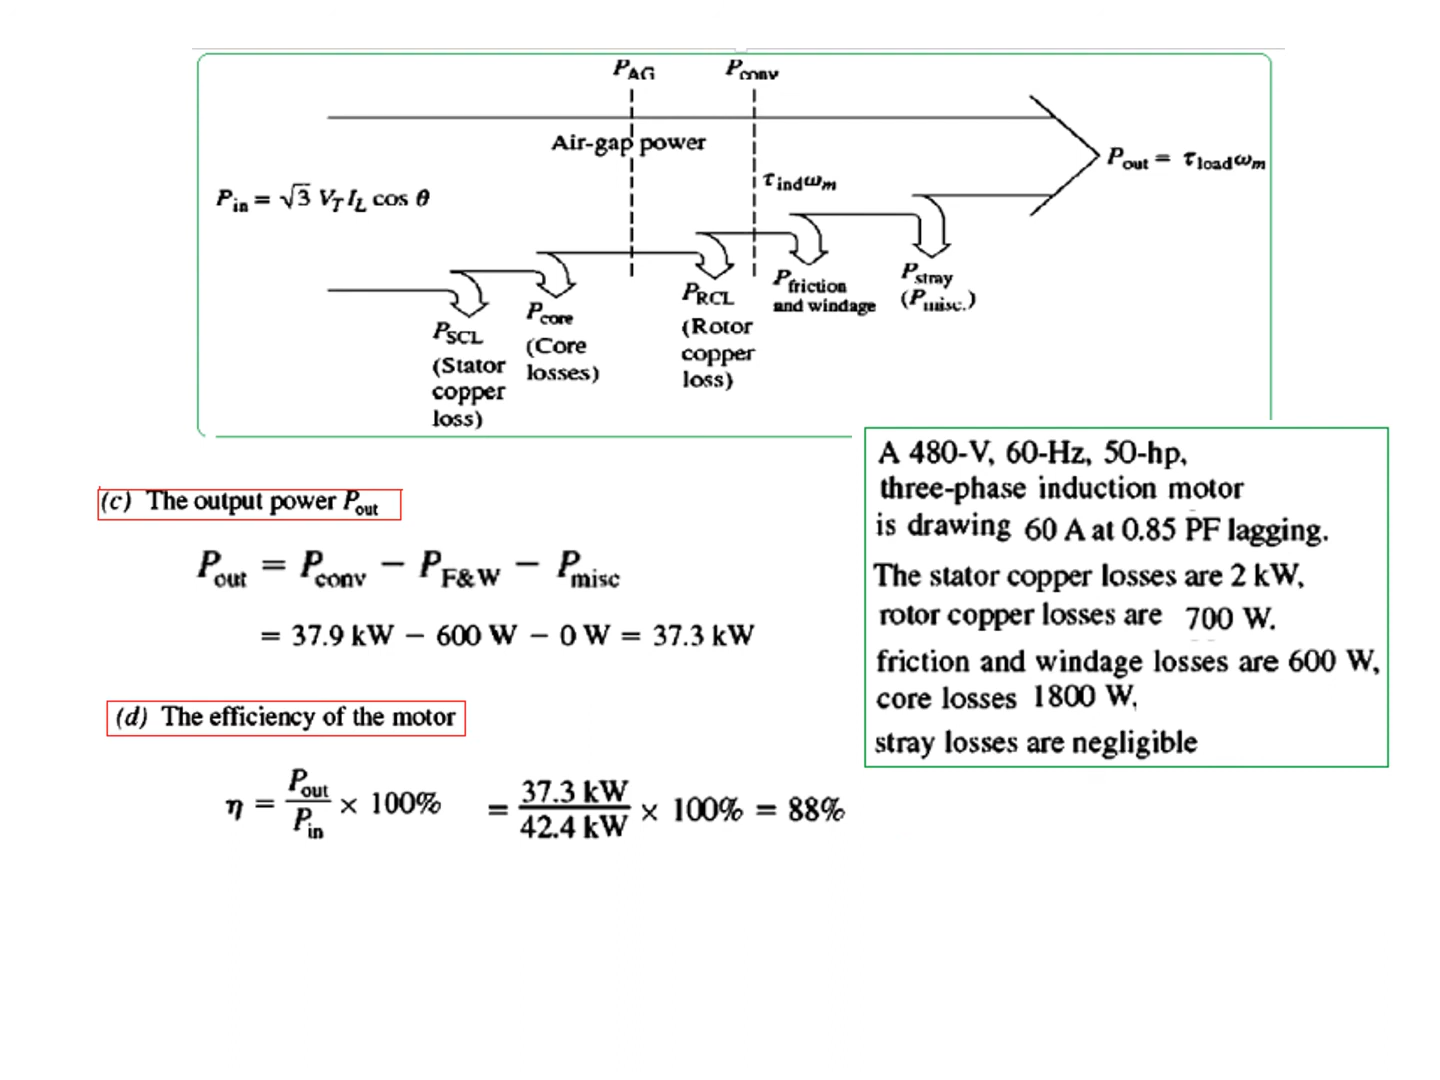 P_AG P_conv
Air-gap power
P_out = τ_load ω_m
τ_ind ω_m
P_in = √3 V_T I_L cos θ
P_SCL
(Stator
copper
loss)
P_core
(Core
losses)
P_RCL
(Rotor
copper
loss)
P_friction
and windage
P_stray
(P_misc.)
A 480-V, 60-Hz, 50-hp,
three-phase induction motor
is drawing 60 A at 0.85 PF lagging.
The stator copper losses are 2 kW,
rotor copper losses are 700 W.
friction and windage losses are 600 W,
core losses 1800 W,
stray losses are negligible
(c) The output power P_out
P_out = P_conv − P_F&W − P_misc
= 37.9 kW − 600 W − 0 W = 37.3 kW
(d) The efficiency of the motor
η = P_out / P_in × 100% = 37.3 kW / 42.4 kW × 100% = 88%